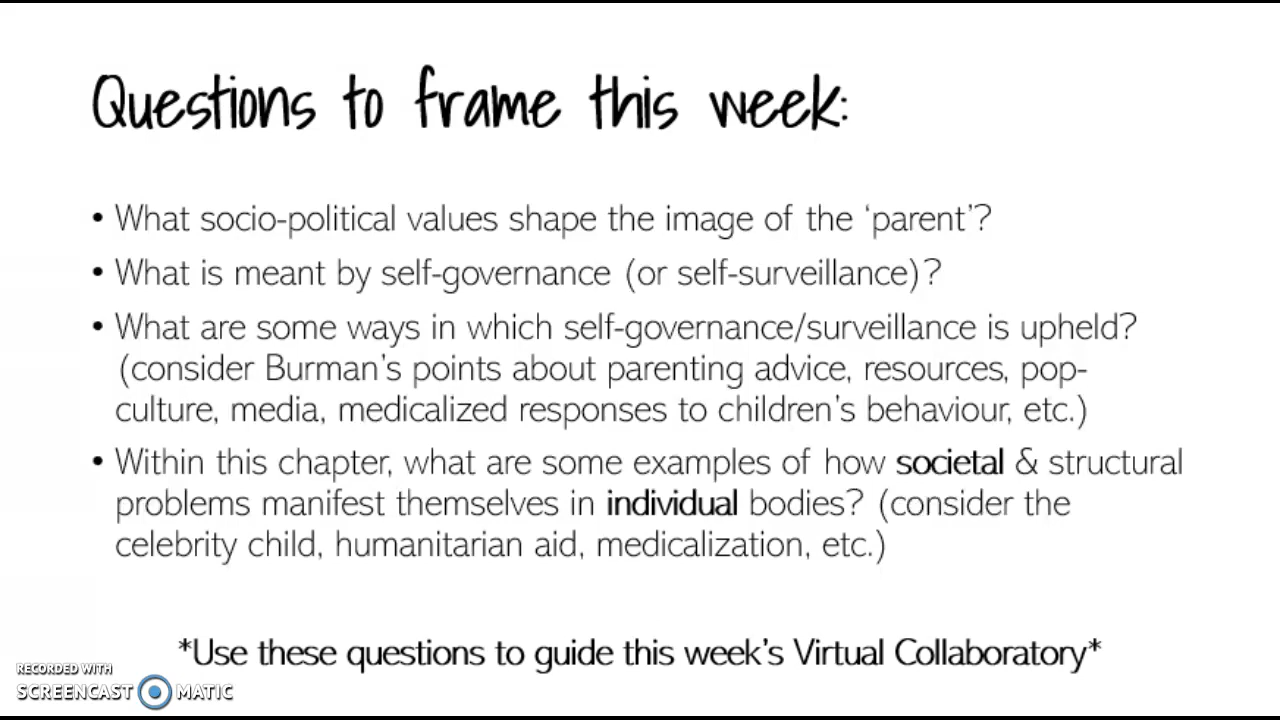 Questions to frame this week:
• What socio-political values shape the image of the ‘parent’?
• What is meant by self-governance (or self-surveillance)?
• What are some ways in which self-governance/surveillance is upheld?
(consider Burman’s points about parenting advice, resources, pop-
culture, media, medicalized responses to children’s behaviour, etc.)
• Within this chapter, what are some examples of how societal & structural
problems manifest themselves in individual bodies? (consider the
celebrity child, humanitarian aid, medicalization, etc.)
*Use these questions to guide this week’s Virtual Collaboratory*
RECORDED WITH
SCREENCAST MATIC